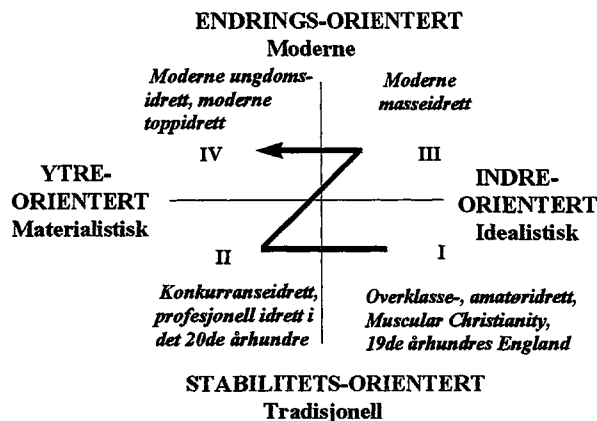 ENDRINGS-ORIENTERT
Moderne
Moderne ungdoms-
idrett, moderne
toppidrett
Moderne
masseidrett
IV
III
YTRE-
ORIENTERT
Materialistisk
INDRE-
ORIENTERT
Idealistisk
II
I
Konkurranseidrett,
profesjonell idrett i
det 20de århundre
Overklasse-, amatøridrett,
Muscular Christianity,
19de århundres England
STABILITETS-ORIENTERT
Tradisjonell